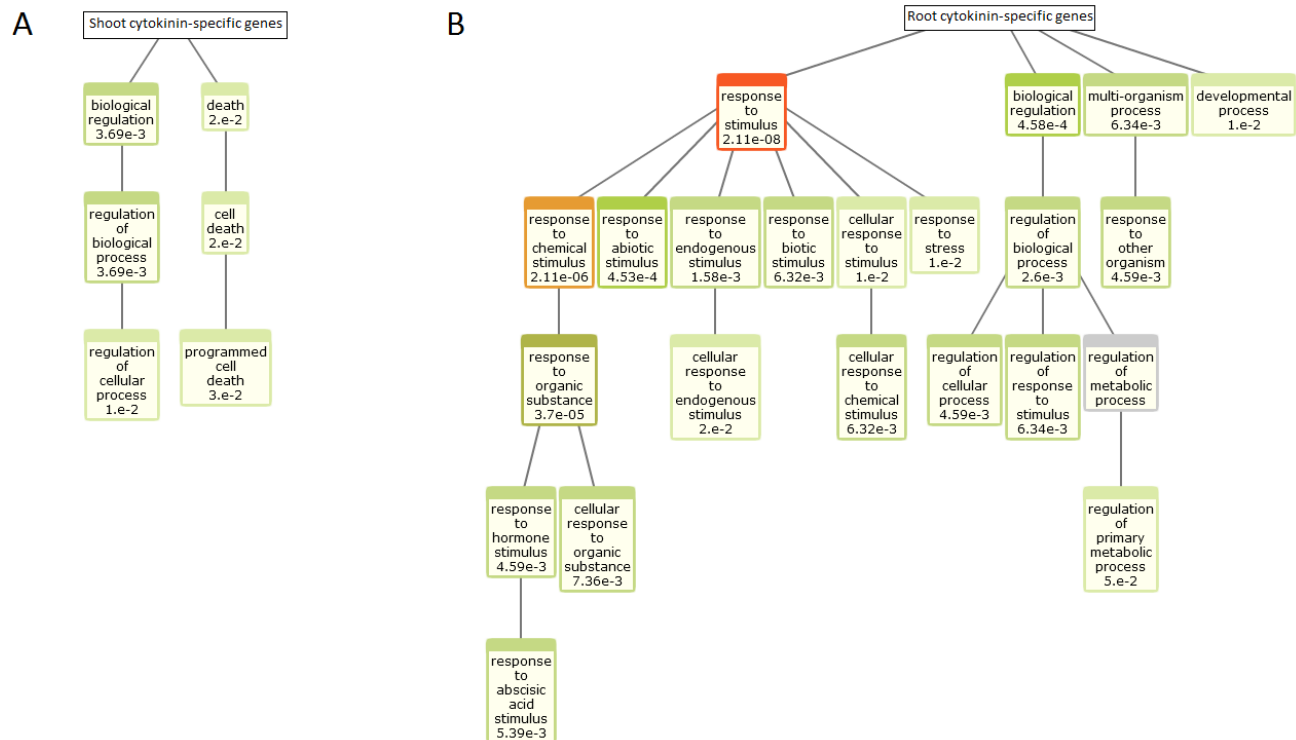 A
Shoot cytokinin-specific genes
biological
regulation
3.69e-3
death
2.e-2
regulation
of
biological
process
3.69e-3
cell
death
2.e-2
regulation
of
cellular
process
1.e-2
programmed
cell
death
3.e-2
B
Root cytokinin-specific genes
response
to
stimulus
2.11e-08
biological
regulation
4.58e-4
multi-organism
process
6.34e-3
developmental
process
1.e-2
response
to
chemical
stimulus
2.11e-06
response
to
abiotic
stimulus
4.53e-4
response
to
endogenous
stimulus
1.58e-3
response
to
biotic
stimulus
6.32e-3
cellular
response
to
stimulus
1.e-2
response
to
stress
1.e-2
regulation
of
biological
process
2.6e-3
response
to
other
organism
4.59e-3
response
to
organic
substance
3.7e-05
cellular
response
to
endogenous
stimulus
2.e-2
cellular
response
to
chemical
stimulus
6.32e-3
regulation
of
cellular
process
4.59e-3
regulation
of
response
to
stimulus
6.34e-3
regulation
of
metabolic
process
response
to
hormone
stimulus
4.59e-3
cellular
response
to
organic
substance
7.36e-3
regulation
of
primary
metabolic
process
5.e-2
response
to
abscisic
acid
stimulus
5.39e-3